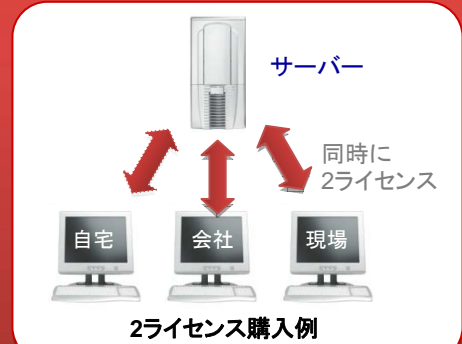 サーバー
同時に
2ライセンス
自宅
会社
現場
2ライセンス購入例